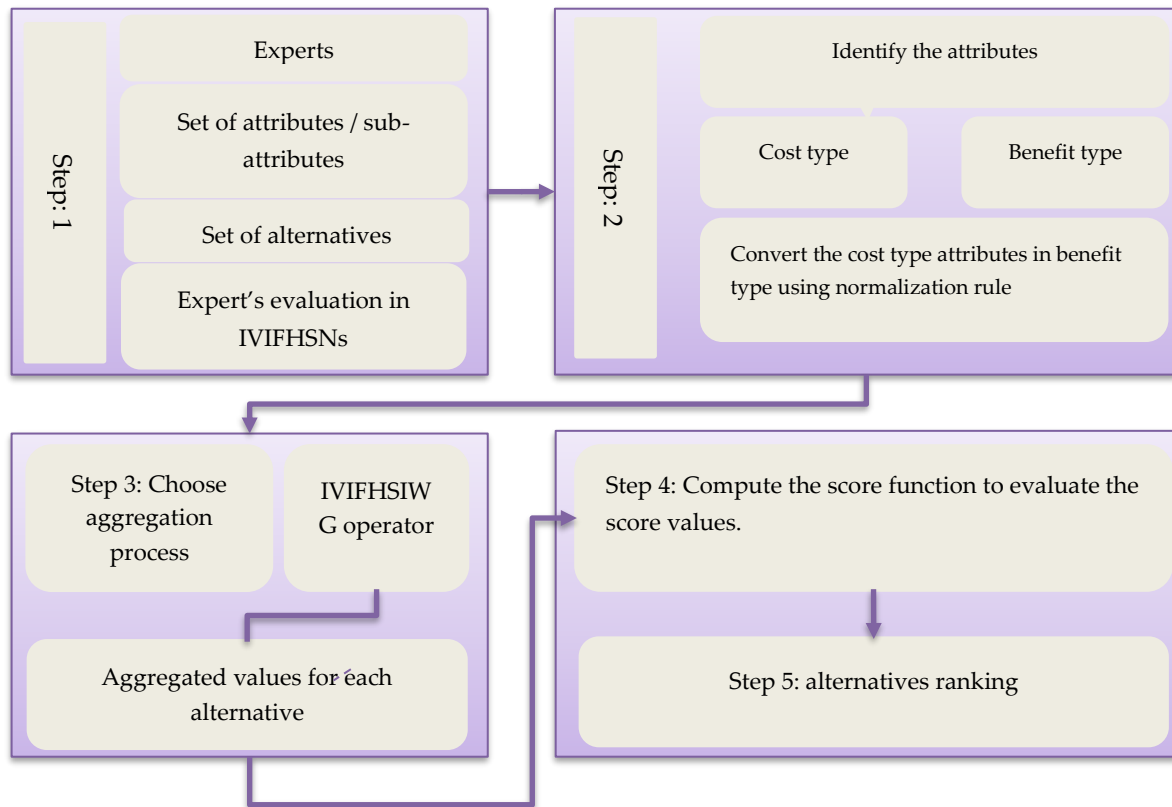 Step: 1
Experts
Set of attributes / sub-
attributes
Set of alternatives
Expert's evaluation in
IVIFHSNs
Step: 2
Identify the attributes
Cost type
Benefit type
Convert the cost type attributes in benefit
type using normalization rule
Step 3: Choose
aggregation
process
IVIFHSIW
G operator
Aggregated values for each
alternative
Step 4: Compute the score function to evaluate the
score values.
Step 5: alternatives ranking